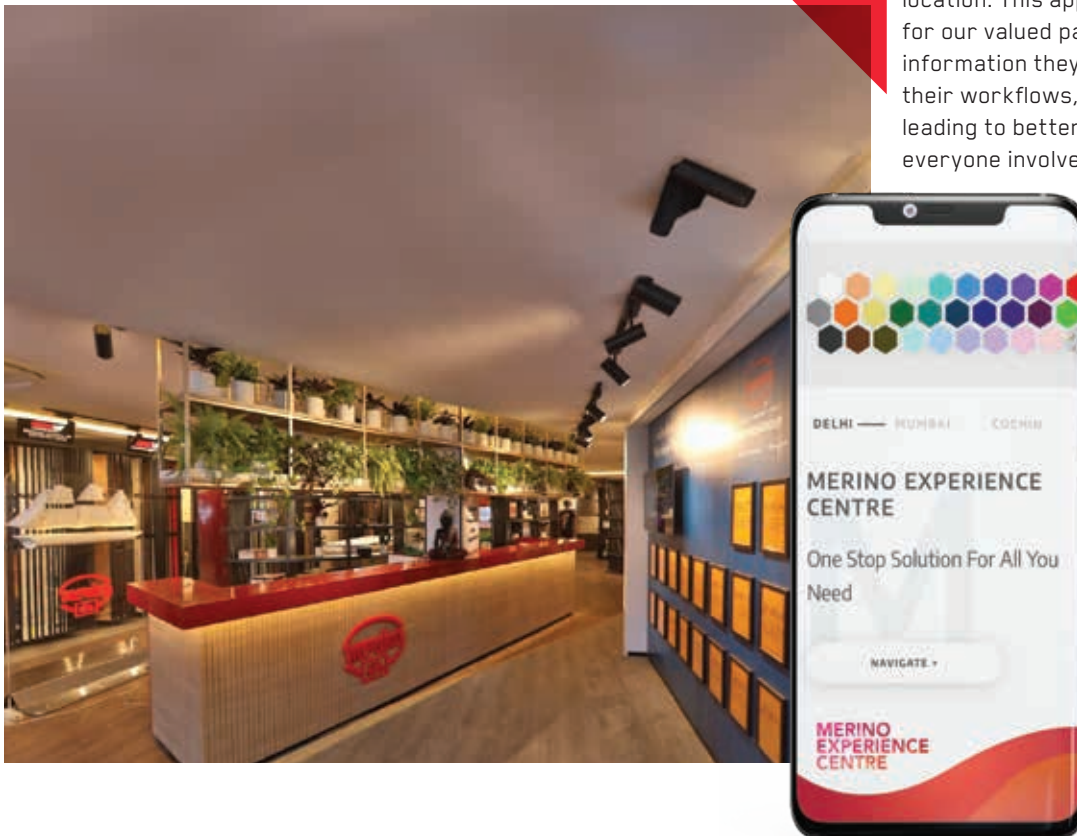 location. This app
for our valued pa
information they
their workflows,
leading to better
everyone involve
DELHI MUMBAI COCHIN
MERINO EXPERIENCE
CENTRE
One Stop Solution For All You
Need
NAVIGATE
MERINO
EXPERIENCE
CENTRE